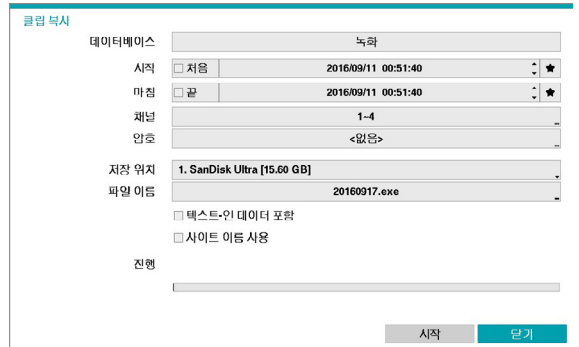 클립 복사
데이터베이스 녹화
시작 처음 2016/09/11 00:51:40
마침 끝 2016/09/11 00:51:40
채널 1~4
암호 <없음>
저장 위치 1. SanDisk Ultra [15.60 GB]
파일 이름 20160917.exe
텍스트-인 데이터 포함
사이트 이름 사용
진행
시작 닫기